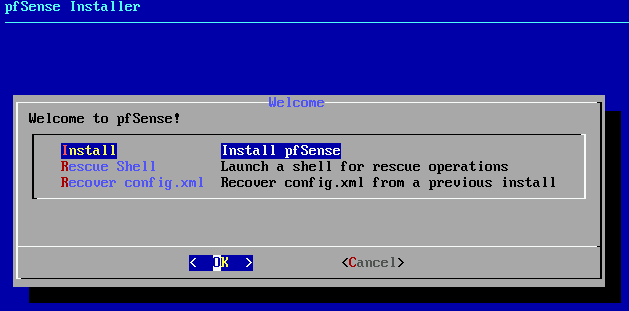 pfSense Installer
Welcome
Welcome to pfSense!
Install Install pfSense
Rescue Shell Launch a shell for rescue operations
Recover config.xml Recover config.xml from a previous install
< OK > <Cancel>